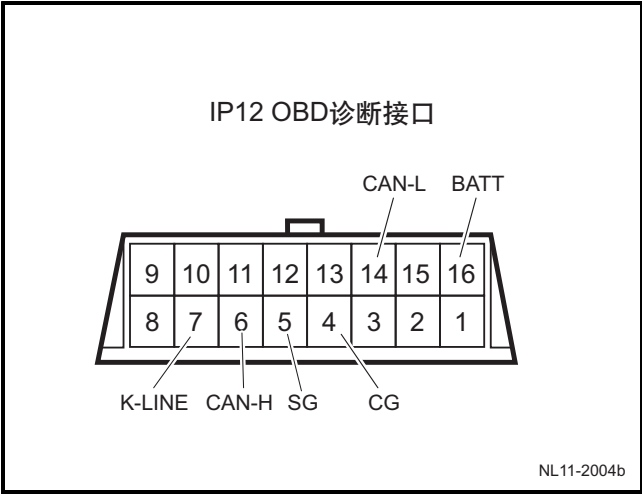 IP12 OBD诊断接口
CAN-L BATT
9 10 11 12 13 14 15 16
8 7 6 5 4 3 2 1
K-LINE CAN-H SG CG
NL11-2004b